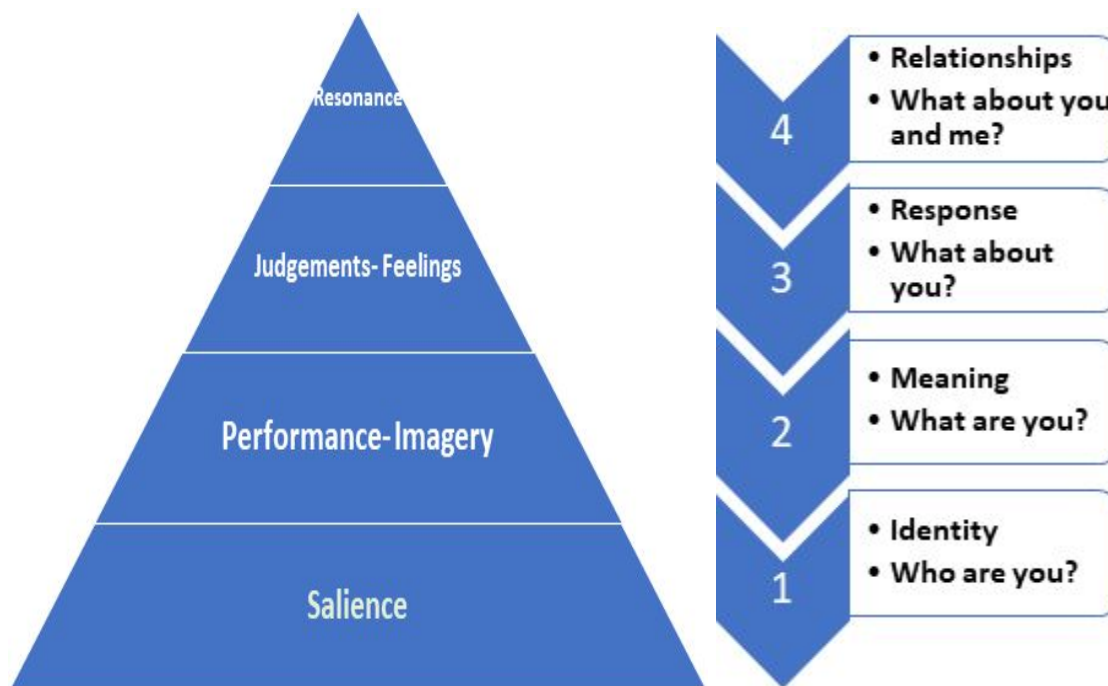 Resonance
Judgements- Feelings
Performance- Imagery
Salience
4
• Relationships
• What about you
and me?
3
• Response
• What about
you?
2
• Meaning
• What are you?
1
• Identity
• Who are you?